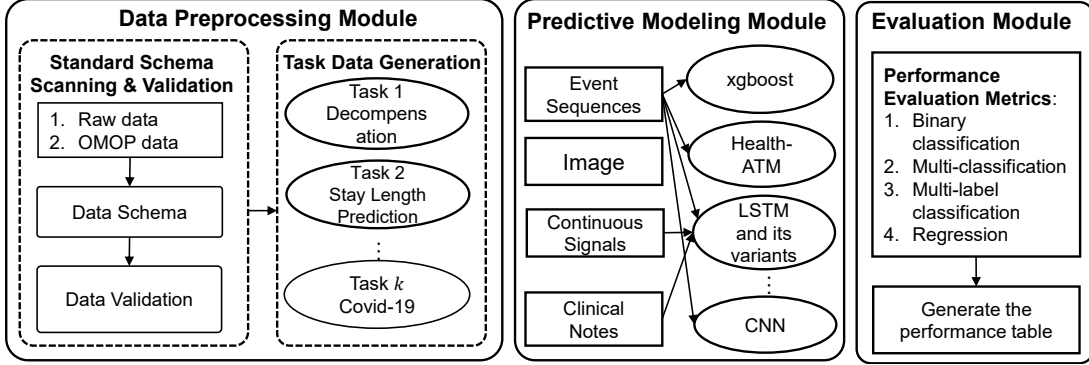 Data Preprocessing Module
Standard Schema
Scanning & Validation
1. Raw data
2. OMOP data
Data Schema
Data Validation
Task Data Generation
Task 1
Decompens
ation
Task 2
Stay Length
Prediction
⋮
Task k
Covid-19
Predictive Modeling Module
Event
Sequences
Image
Continuous
Signals
Clinical
Notes
xgboost
Health-
ATM
LSTM
and its
variants
⋮
CNN
Evaluation Module
Performance
Evaluation Metrics:
1. Binary
classification
2. Multi-classification
3. Multi-label
classification
4. Regression
Generate the
performance table